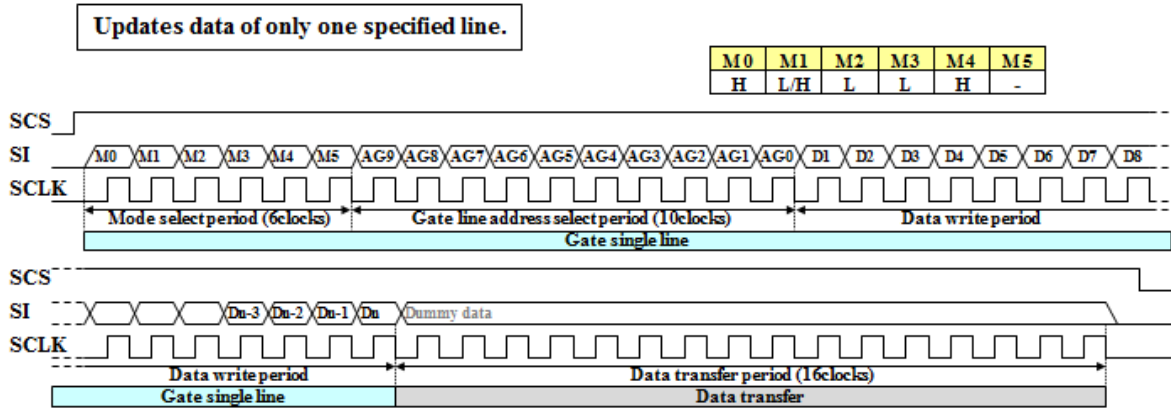 Updates data of only one specified line.
M0 M1 M2 M3 M4 M5
H L/H L L H -
SCS
SI M0 M1 M2 M3 M4 M5 AG9 AG8 AG7 AG6 AG5 AG4 AG3 AG2 AG1 AG0 D1 D2 D3 D4 D5 D6 D7 D8
SCLK
Mode select period (6clocks) Gate line address select period (10clocks) Data write period
Gate single line
SCS
SI Dn-3 Dn-2 Dn-1 Dn Dummy data
SCLK
Data write period Data transfer period (16clocks)
Gate single line Data transfer